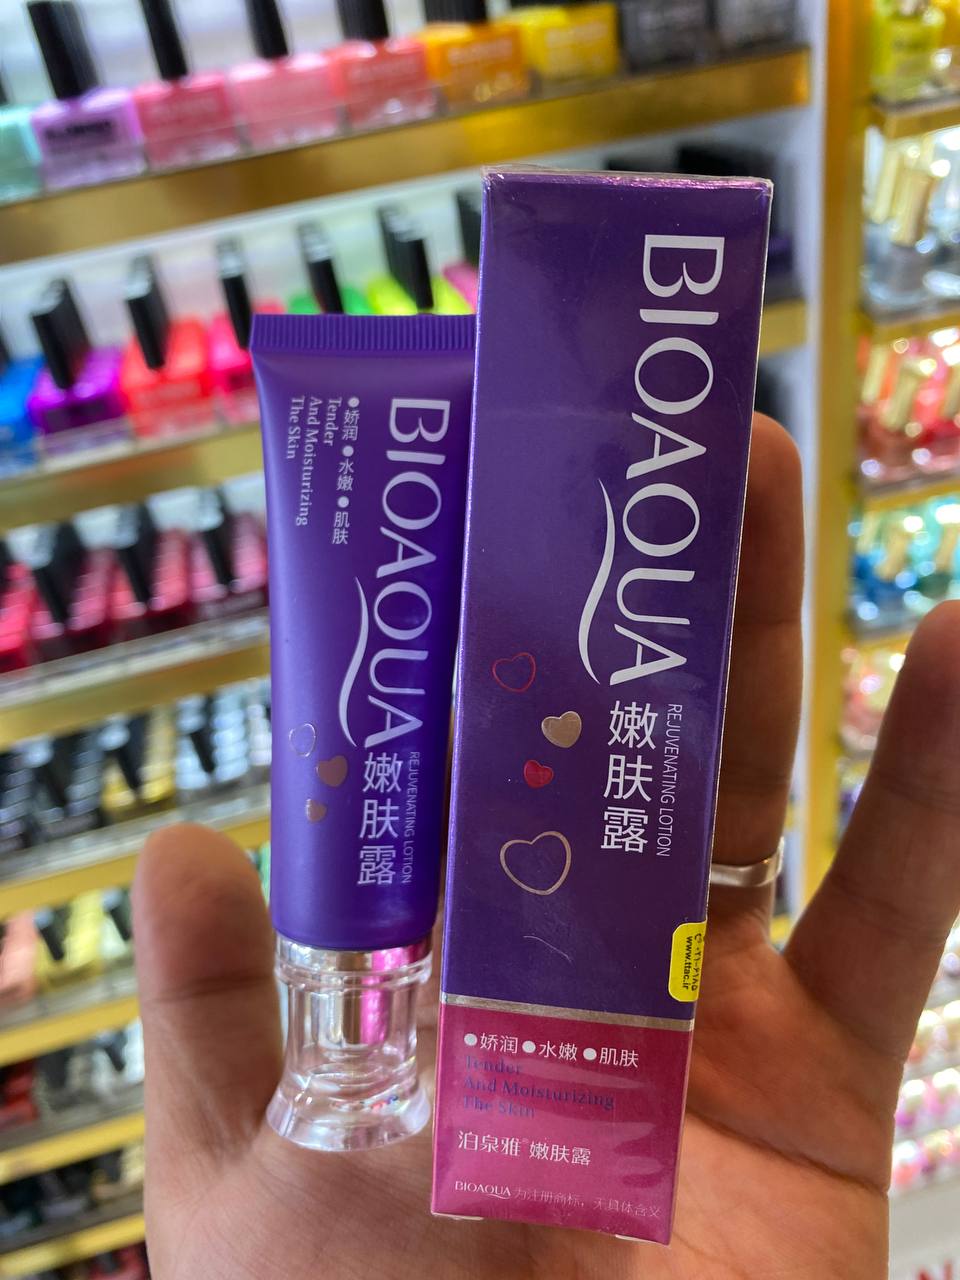 BIOAQUA
REJUVENATING LOTION
嫩肤露
●娇润●水嫩●肌肤
Tender
And Moisturizing
The Skin
BIOAQUA
REJUVENATING LOTION
嫩肤露
www.ttac.ir
●娇润●水嫩●肌肤
Tender
And Moisturizing
The Skin
泊泉雅®嫩肤露
BIOAQUA 为注册商标，无具体含义